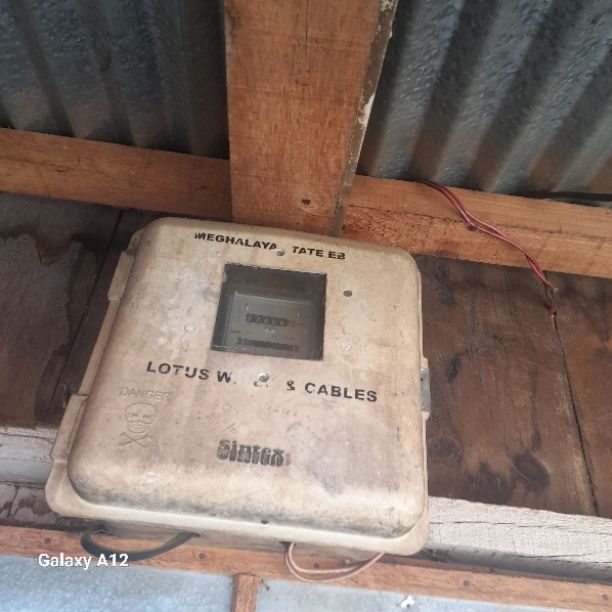 MEGHALAYA TATE EB
LOTUS & CABLES
DANGER
Sintex
Galaxy A12